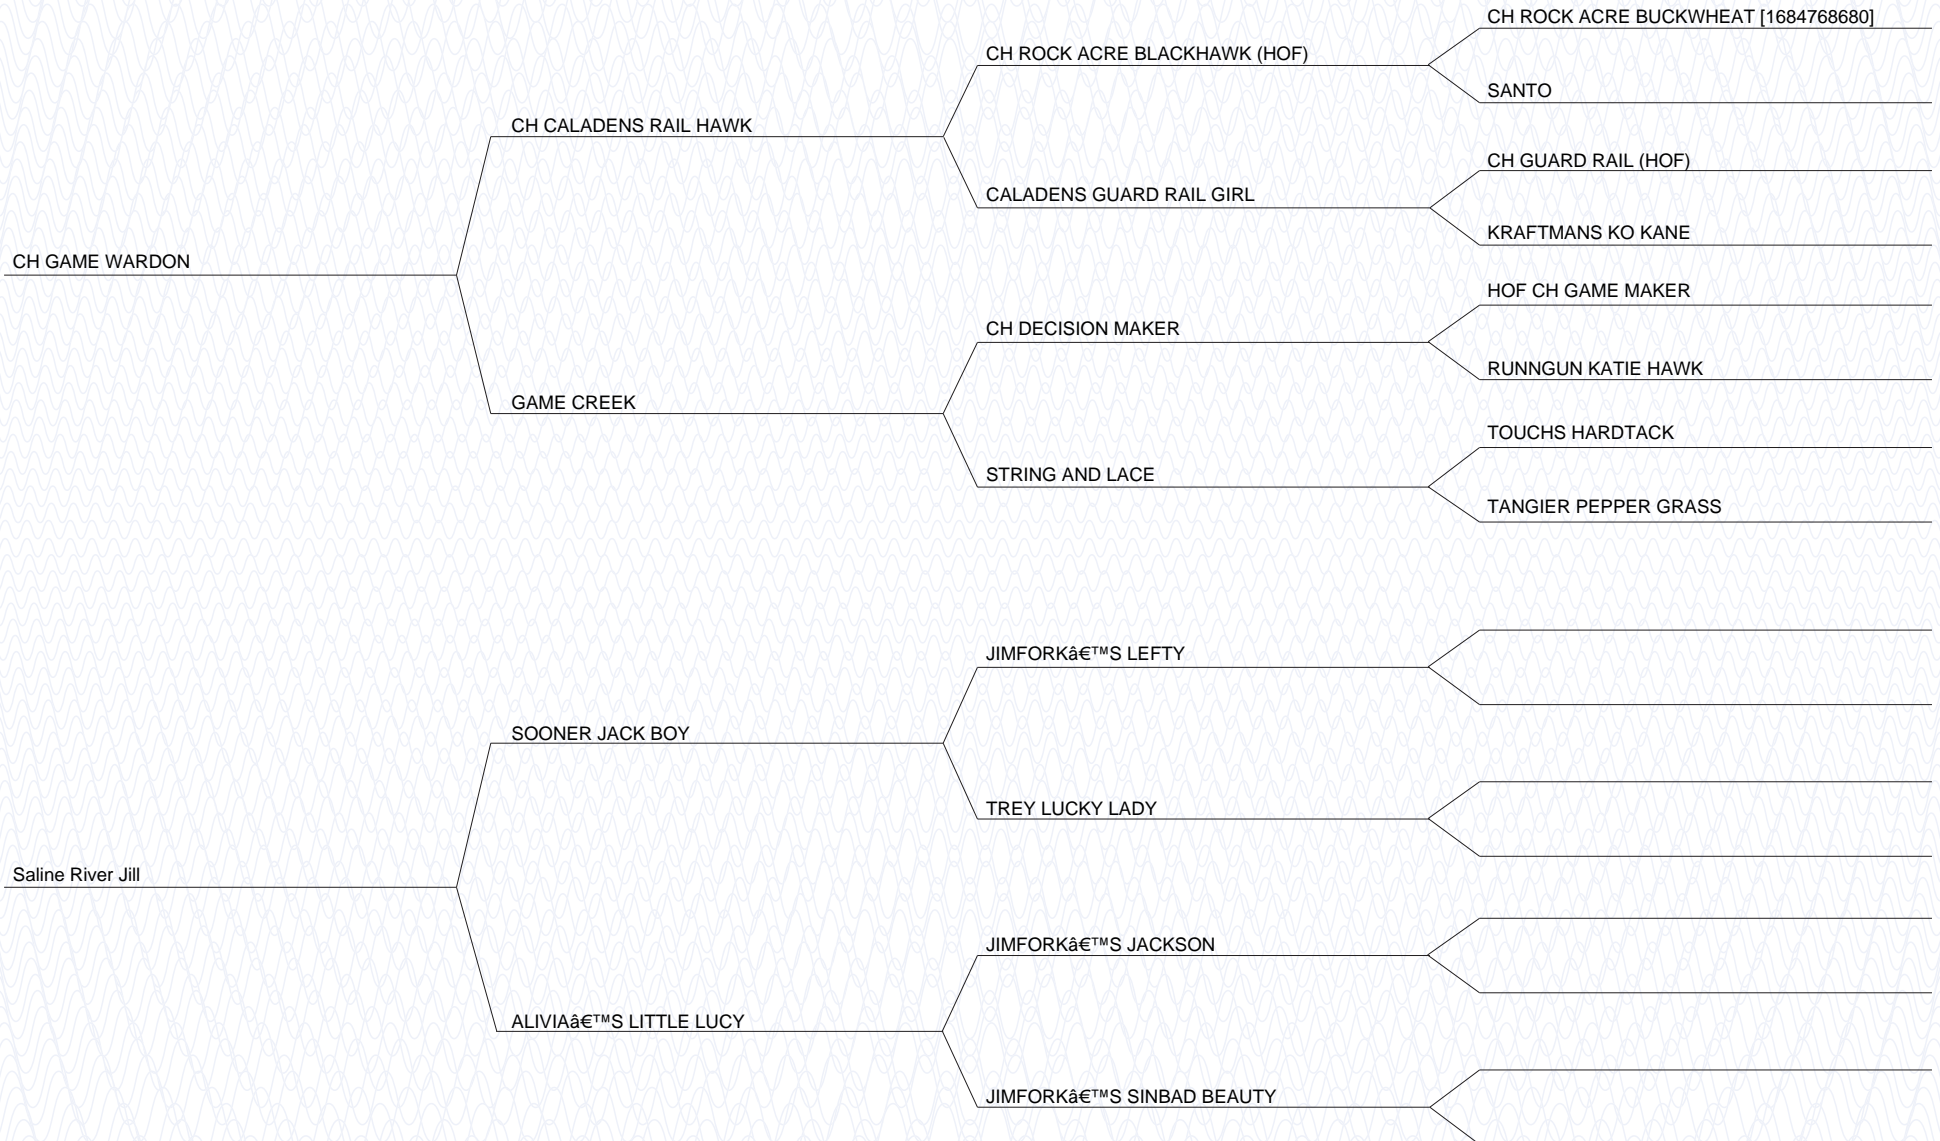 CH ROCK ACRE BUCKWHEAT [1684768680]
CH ROCK ACRE BLACKHAWK (HOF)
SANTO
CH CALADENS RAIL HAWK
CH GUARD RAIL (HOF)
CALADENS GUARD RAIL GIRL
KRAFTMANS KO KANE
CH GAME WARDON
HOF CH GAME MAKER
CH DECISION MAKER
RUNNGUN KATIE HAWK
GAME CREEK
TOUCHS HARDTACK
STRING AND LACE
TANGIER PEPPER GRASS
JIMFORKâ€™S LEFTY
SOONER JACK BOY
TREY LUCKY LADY
Saline River Jill
JIMFORKâ€™S JACKSON
ALIVIAâ€™S LITTLE LUCY
JIMFORKâ€™S SINBAD BEAUTY